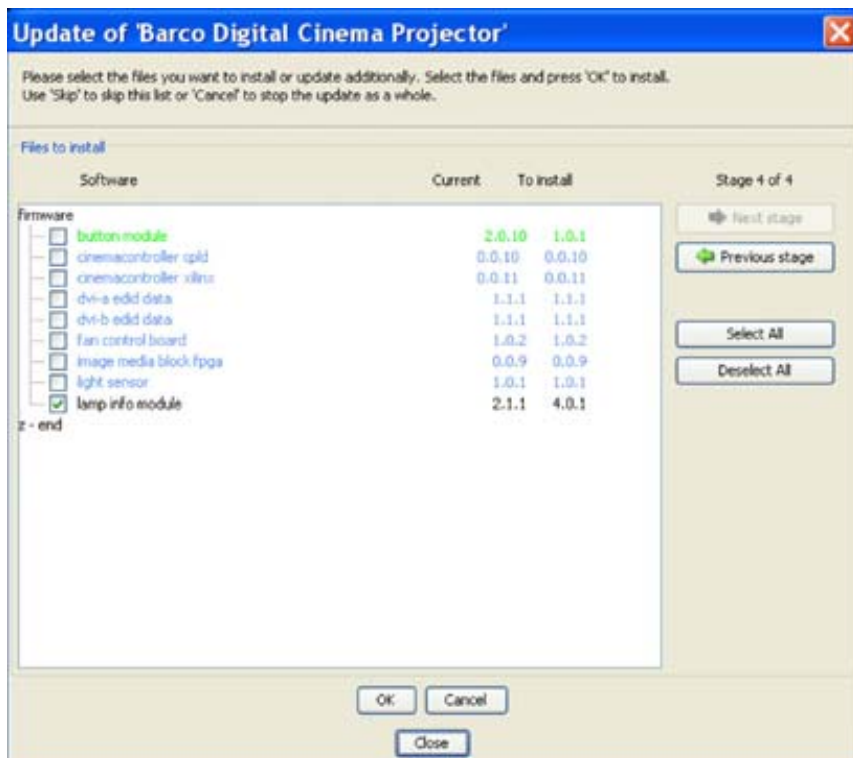 Update of 'Barco Digital Cinema Projector'
Please select the files you want to install or update additionally. Select the files and press 'OK' to install.
Use 'Skip' to skip this list or 'Cancel' to stop the update as a whole.
Files to install
Software Current To install Stage 4 of 4
firmware
Next stage
button module 2.0.10 1.0.1
cinemacontroller cpld 0.0.10 0.0.10
Previous stage
cinemacontroller xilinx 0.0.11 0.0.11
dvi-a edid data 1.1.1 1.1.1
dvi-b edid data 1.1.1 1.1.1
fan control board 1.0.2 1.0.2
Select All
image media block fpga 0.0.9 0.0.9
Deselect All
light sensor 1.0.1 1.0.1
lamp info module 2.1.1 4.0.1
z - end
OK Cancel
Close